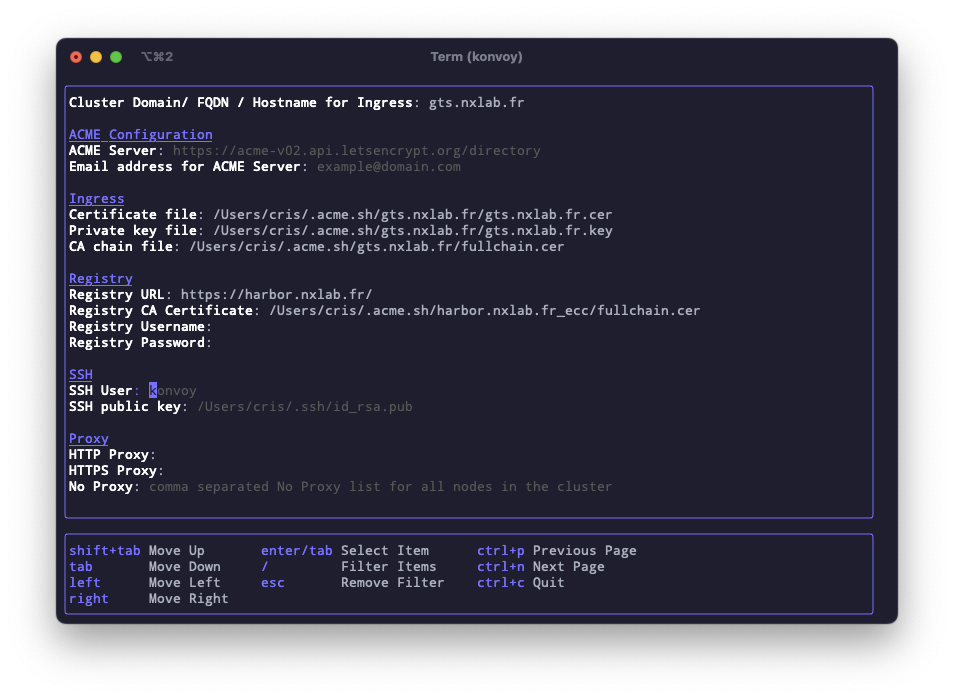 ⌥⌘2 Term (konvoy)
Cluster Domain/ FQDN / Hostname for Ingress: gts.nxlab.fr
ACME Configuration
ACME Server: https://acme-v02.api.letsencrypt.org/directory
Email address for ACME Server: example@domain.com
Ingress
Certificate file: /Users/cris/.acme.sh/gts.nxlab.fr/gts.nxlab.fr.cer
Private key file: /Users/cris/.acme.sh/gts.nxlab.fr/gts.nxlab.fr.key
CA chain file: /Users/cris/.acme.sh/gts.nxlab.fr/fullchain.cer
Registry
Registry URL: https://harbor.nxlab.fr/
Registry CA Certificate: /Users/cris/.acme.sh/harbor.nxlab.fr_ecc/fullchain.cer
Registry Username:
Registry Password:
SSH
SSH User: konvoy
SSH public key: /Users/cris/.ssh/id_rsa.pub
Proxy
HTTP Proxy:
HTTPS Proxy:
No Proxy: comma separated No Proxy list for all nodes in the cluster
shift+tab Move Up enter/tab Select Item ctrl+p Previous Page
tab Move Down / Filter Items ctrl+n Next Page
left Move Left esc Remove Filter ctrl+c Quit
right Move Right